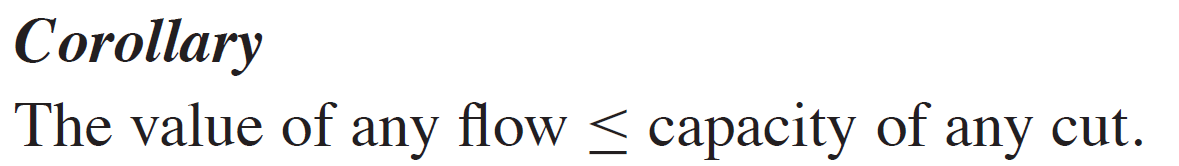 Corollary
The value of any flow ≤ capacity of any cut.